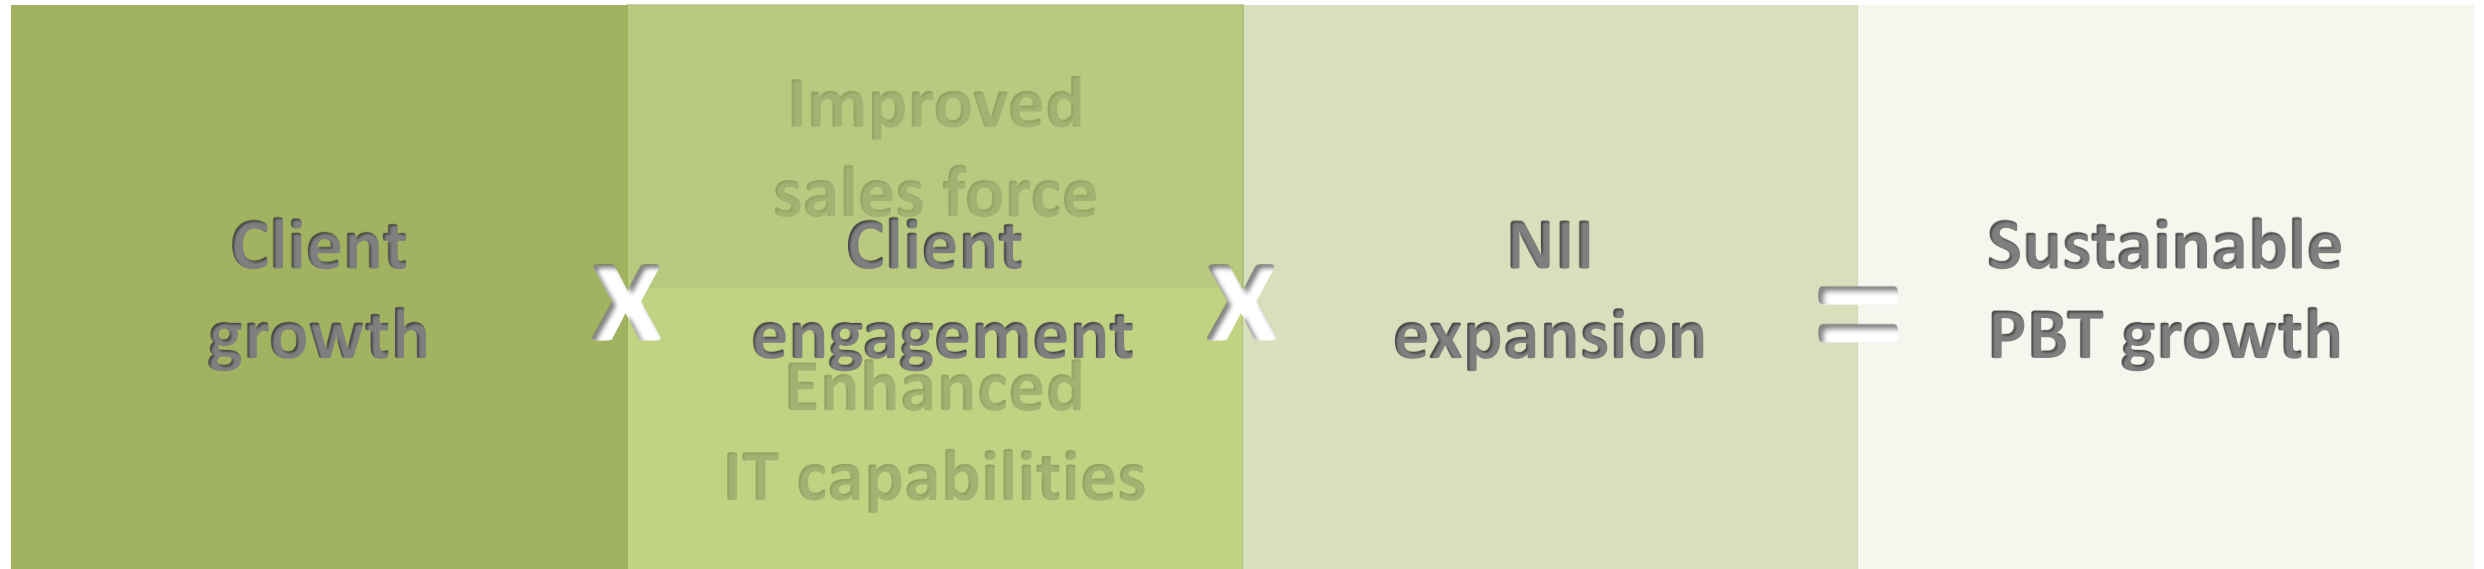 Client
growth
X
Improved
sales force
Client
engagement
Enhanced
IT capabilities
X
NII
expansion
=
Sustainable
PBT growth